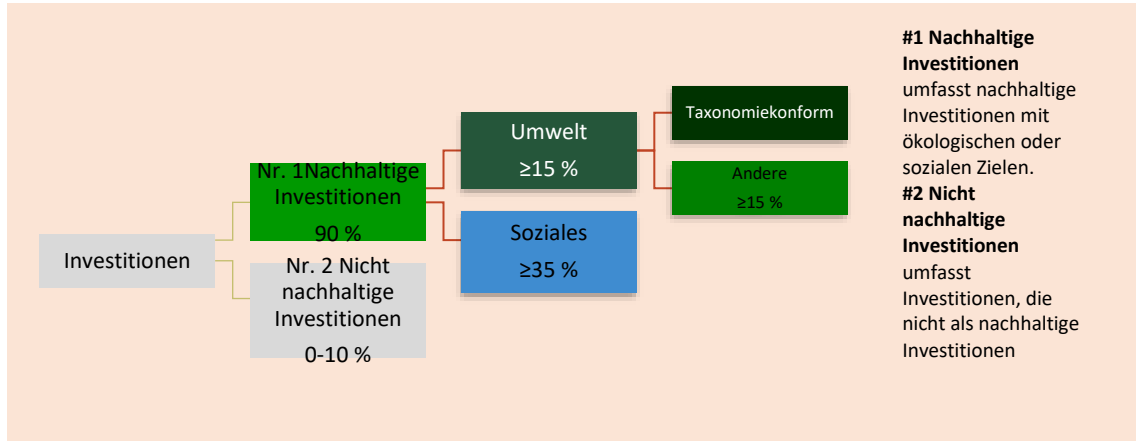 Investitionen
Nr. 1Nachhaltige
Investitionen
90 %
Nr. 2 Nicht
nachhaltige
Investitionen
0-10 %
Umwelt
≥15 %
Soziales
≥35 %
Taxonomiekonform
Andere
≥15 %
#1 Nachhaltige
Investitionen
umfasst nachhaltige
Investitionen mit
ökologischen oder
sozialen Zielen.
#2 Nicht
nachhaltige
Investitionen
umfasst
Investitionen, die
nicht als nachhaltige
Investitionen